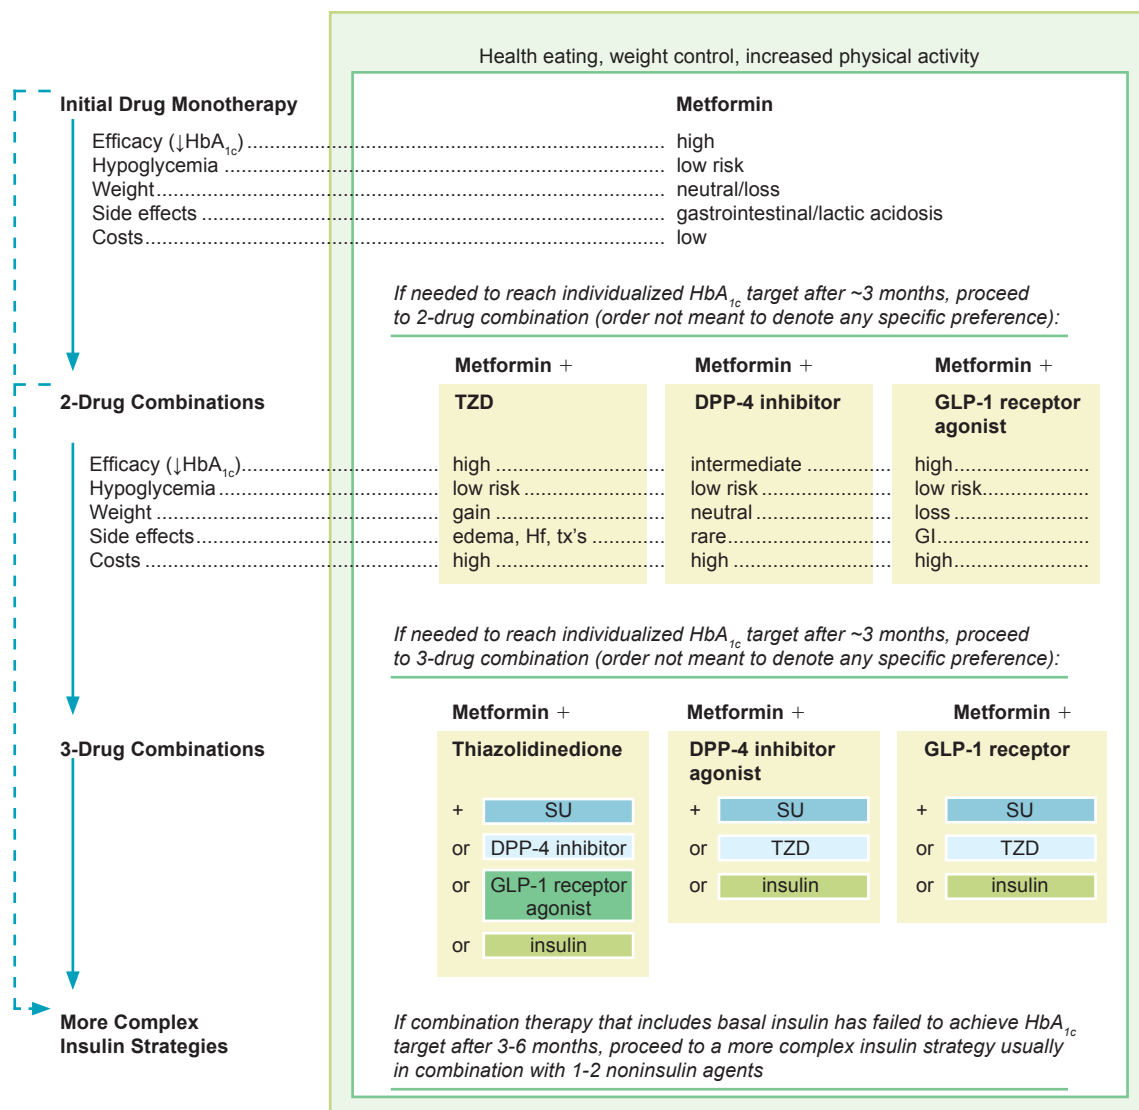 Health eating, weight control, increased physical activity
Initial Drug Monotherapy Metformin
Efficacy (↓HbA1c) high
Hypoglycemia low risk
Weight neutral/loss
Side effects gastrointestinal/lactic acidosis
Costs low
If needed to reach individualized HbA1c target after ~3 months, proceed
to 2-drug combination (order not meant to denote any specific preference):
Metformin + Metformin + Metformin +
2-Drug Combinations TZD DPP-4 inhibitor GLP-1 receptor
agonist
Efficacy (↓HbA1c) high intermediate high
Hypoglycemia low risk low risk low risk
Weight gain neutral loss
Side effects edema, Hf, tx's rare GI
Costs high high high
If needed to reach individualized HbA1c target after ~3 months, proceed
to 3-drug combination (order not meant to denote any specific preference):
Metformin + Metformin + Metformin +
3-Drug Combinations Thiazolidinedione DPP-4 inhibitor GLP-1 receptor
agonist
+ SU + SU + SU
or DPP-4 inhibitor or TZD or TZD
or GLP-1 receptor or insulin or insulin
agonist
or insulin
More Complex
Insulin Strategies
If combination therapy that includes basal insulin has failed to achieve HbA1c
target after 3-6 months, proceed to a more complex insulin strategy usually
in combination with 1-2 noninsulin agents